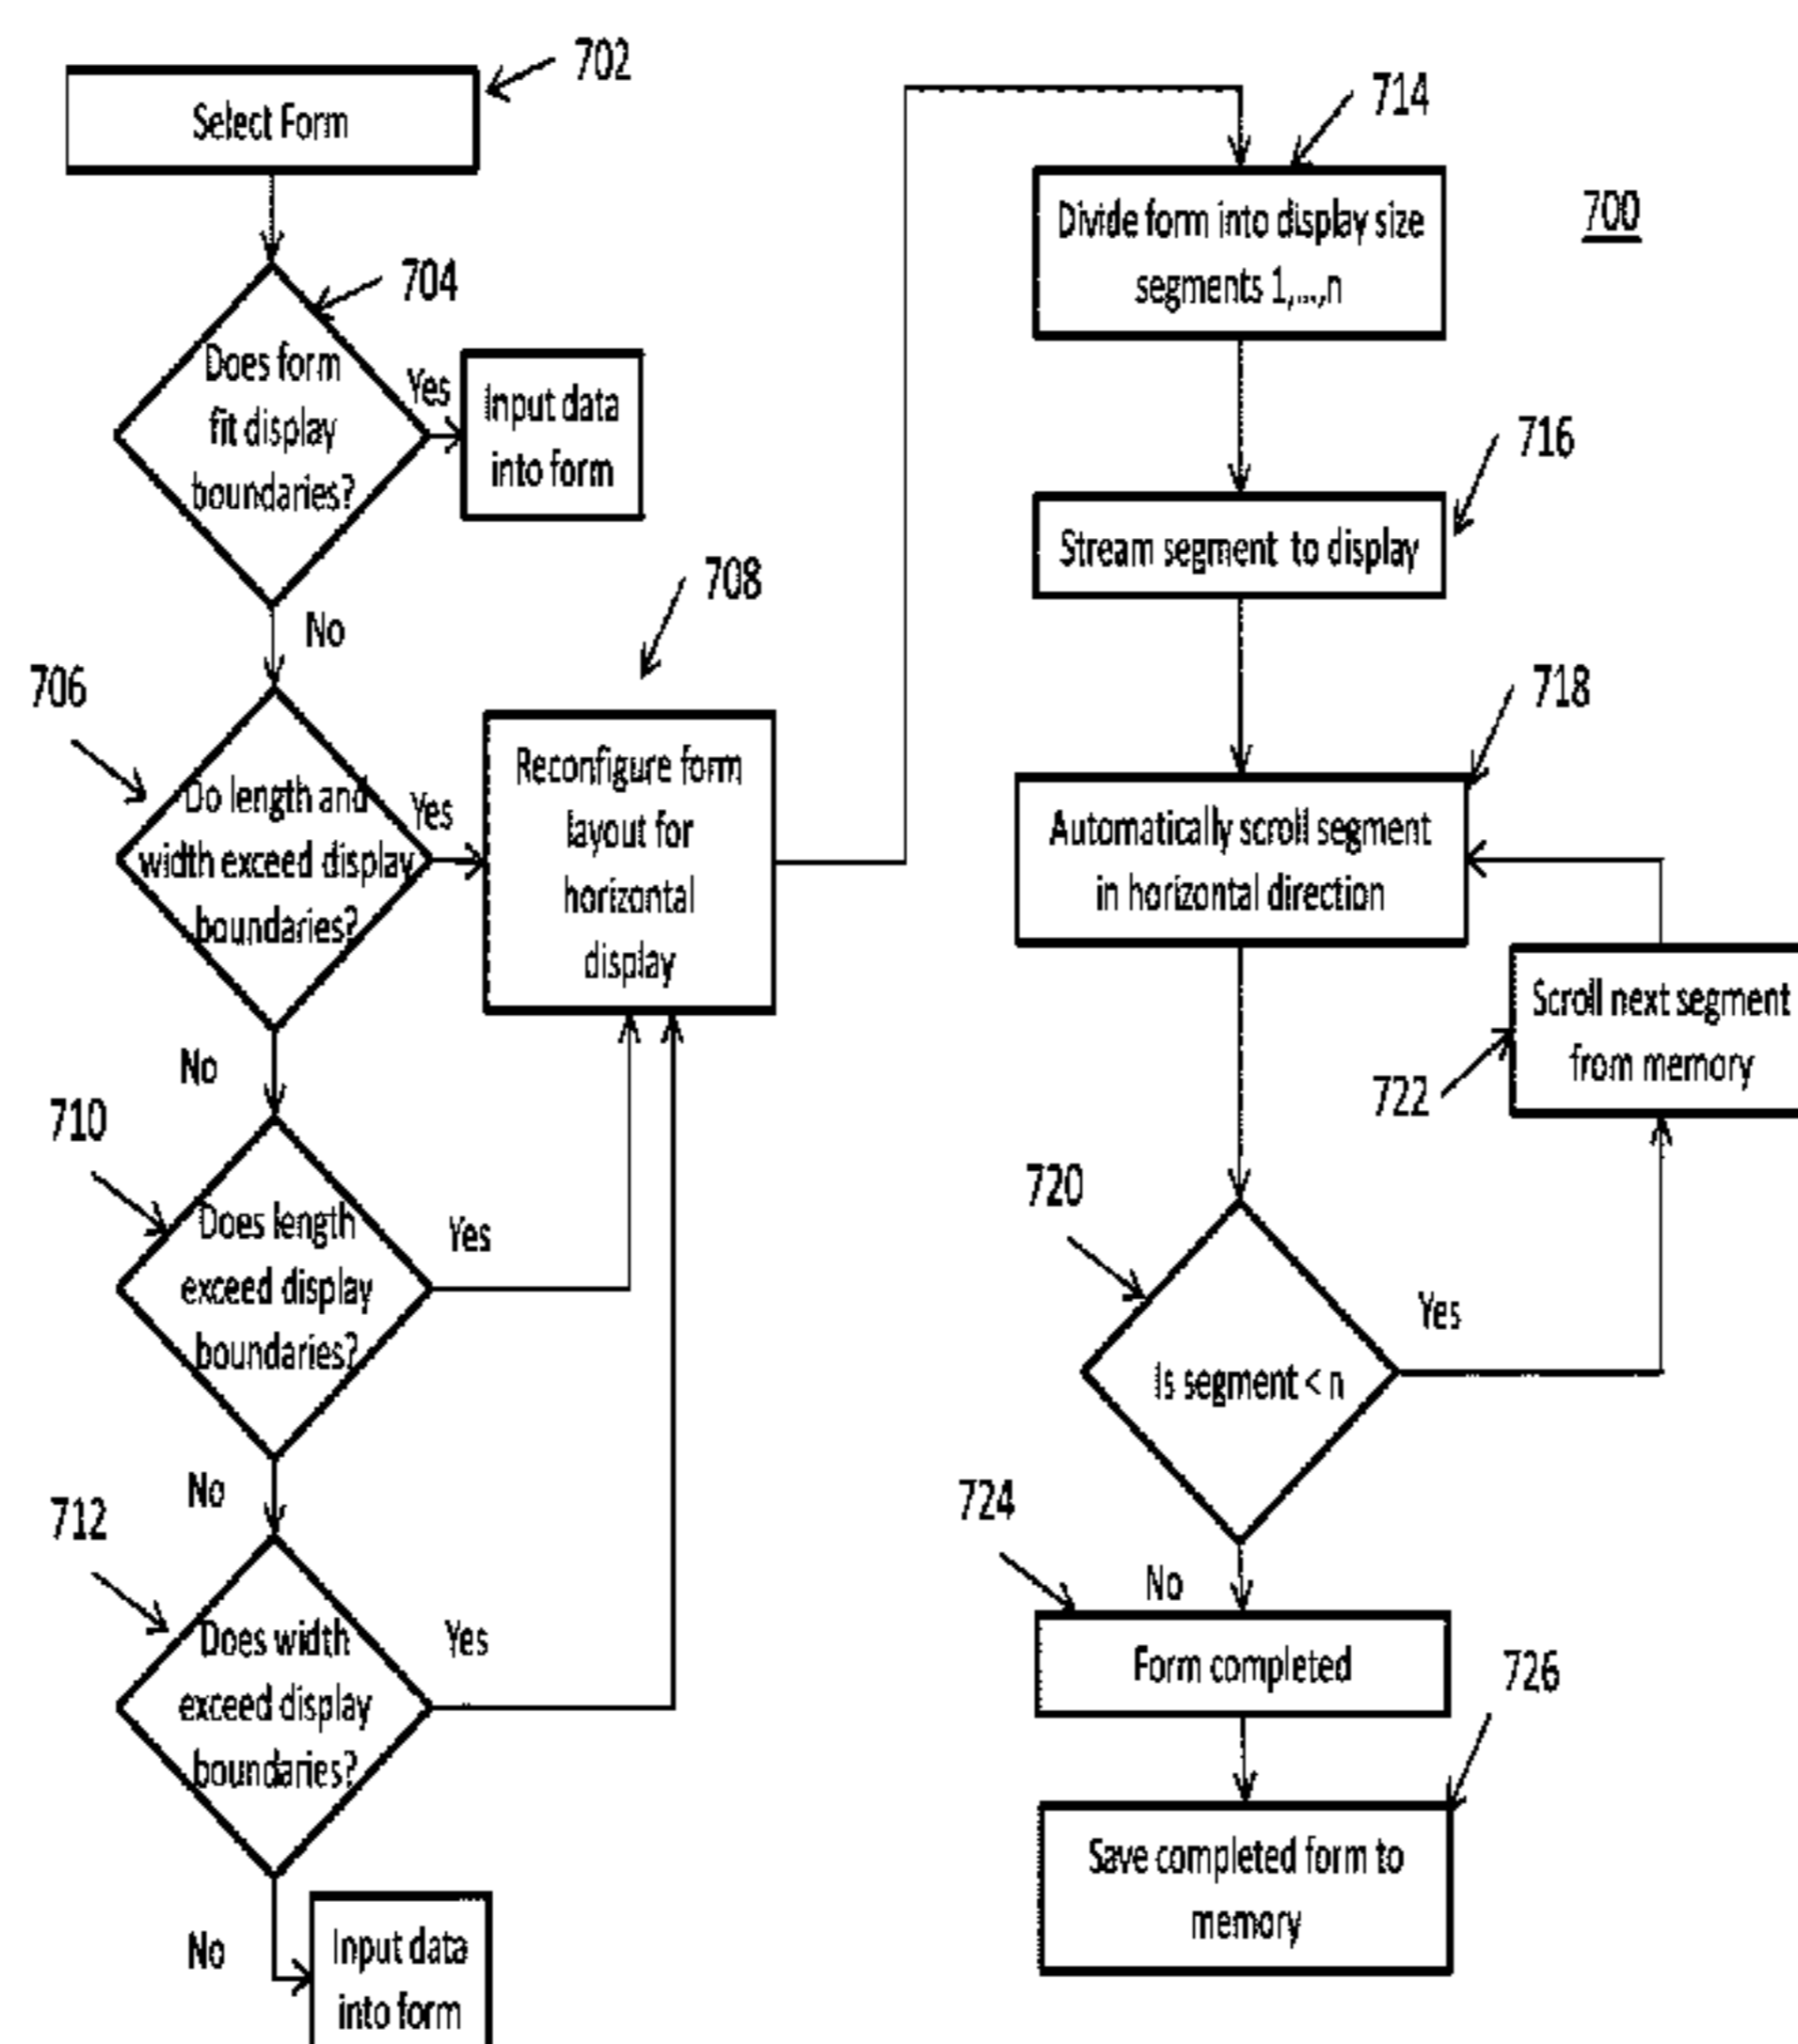 702
Select Form
704
Does form
fit display
boundaries?
Yes
Input data
into form
No
706
Do length and
width exceed display
boundaries?
Yes
708
Reconfigure form
layout for
horizontal
display
No
710
Does length
exceed display
boundaries?
Yes
No
712
Does width
exceed display
boundaries?
Yes
No
Input data
into form
700
714
Divide form into display size
segments 1,...,n
716
Stream segment to display
718
Automatically scroll segment
in horizontal direction
Scroll next segment
from memory
722
720
Is segment < n
Yes
No
724
Form completed
726
Save completed form to
memory